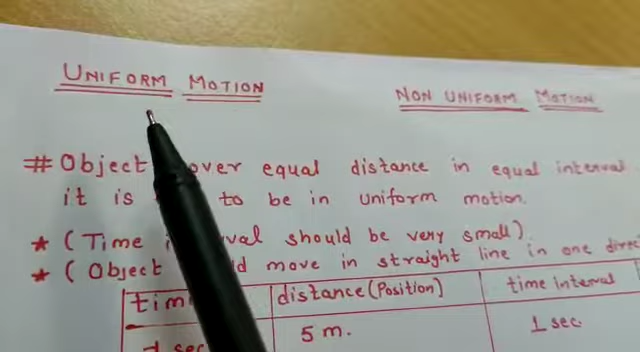 UNIFORM MOTION
NON UNIFORM MOTION
# Object over equal distance in equal interval
it is to be in uniform motion.
* (Time should be very small).
* (Object move in straight line in one
distance (Position) time interval
5 m. 1 sec
sec